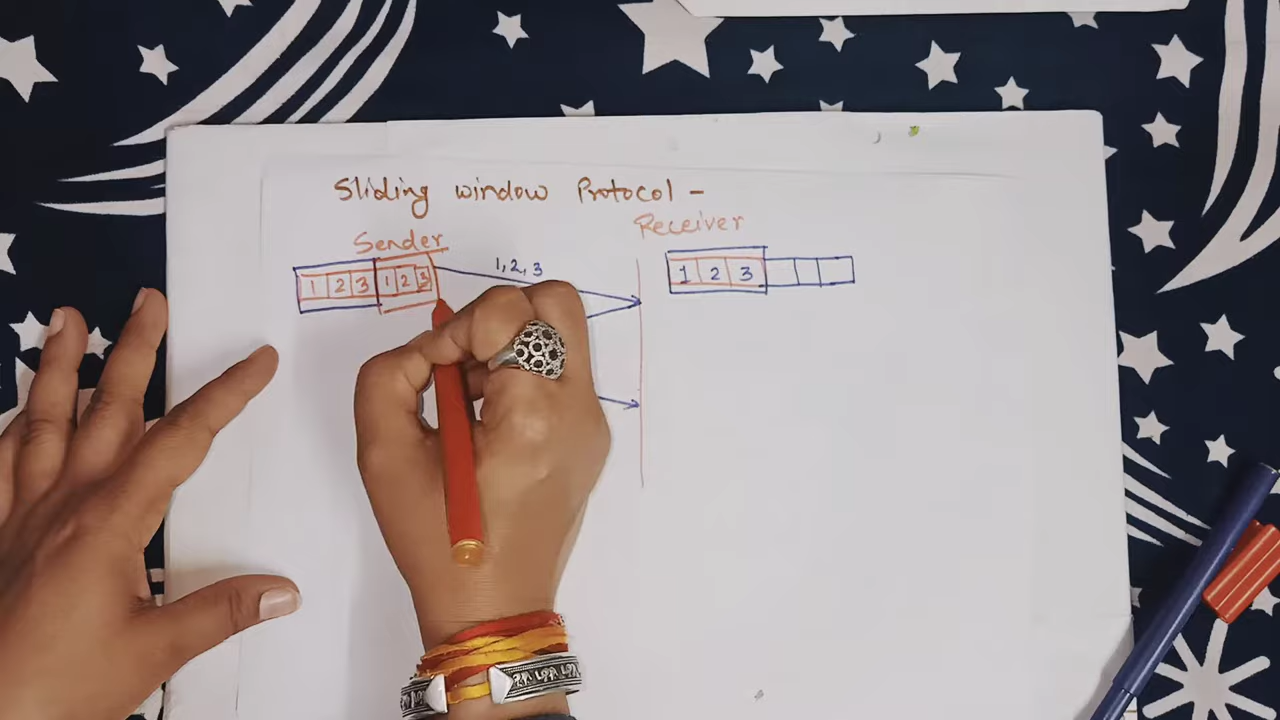 Sliding window Protocol -
Receiver
Sender
1, 2, 3
1 2 3 1 2 3
1 2 3